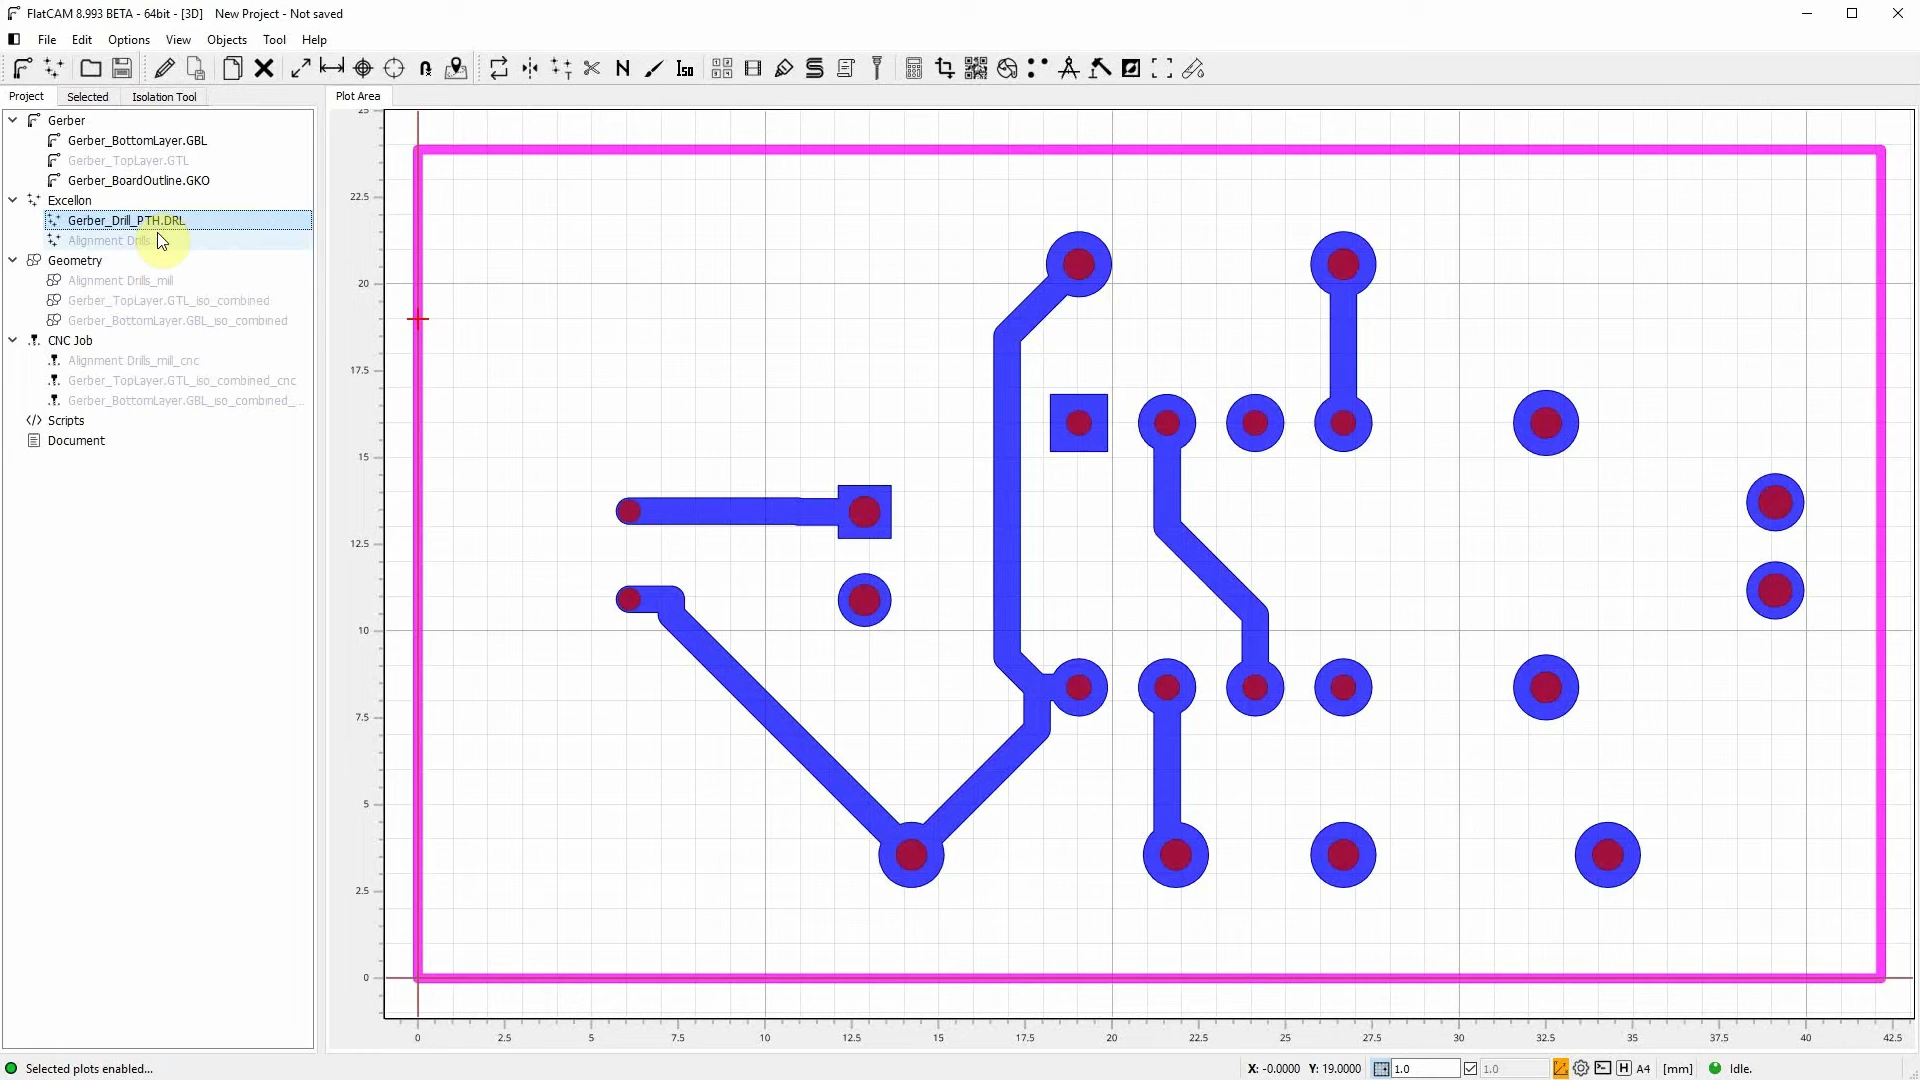 FlatCAM 8.993 BETA - 64bit - [3D]    New Project - Not saved
File Edit Options View Objects Tool Help
Project Selected Isolation Tool Plot Area
Gerber
Gerber_BottomLayer.GBL
Gerber_TopLayer.GTL
Gerber_BoardOutline.GKO
Excellon
Gerber_Drill_PTH.DRL
Alignment Drills
Geometry
Alignment Drills_mill
Gerber_TopLayer.GTL_iso_combined
Gerber_BottomLayer.GBL_iso_combined
CNC Job
Alignment Drills_mill_cnc
Gerber_TopLayer.GTL_iso_combined_cnc
Gerber_BottomLayer.GBL_iso_combined_...
Scripts
Document
25
22.5
20
17.5
15
12.5
10
7.5
5
2.5
0
0 2.5 5 7.5 10 12.5 15 17.5 20 22.5 25 27.5 30 32.5 35 37.5 40 42.5
Selected plots enabled... X: -0.0000 Y: 19.0000 1.0 1.0 H A4 [mm] Idle.